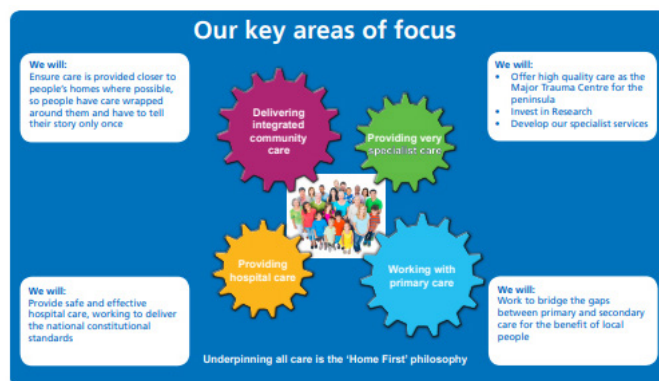 Our key areas of focus
We will:
Ensure care is provided closer to
people's homes where possible,
so people have care wrapped
around them and have to tell
their story only once
Delivering
integrated
community
care
Providing very
specialist care
We will:
• Offer high quality care as the
Major Trauma Centre for the
peninsula
• Invest in Research
• Develop our specialist services
Providing
hospital care
Working with
primary care
We will:
Provide safe and effective
hospital care, working to deliver
the national constitutional
standards
We will:
Work to bridge the gaps
between primary and secondary
care for the benefit of local
people
Underpinning all care is the 'Home First' philosophy